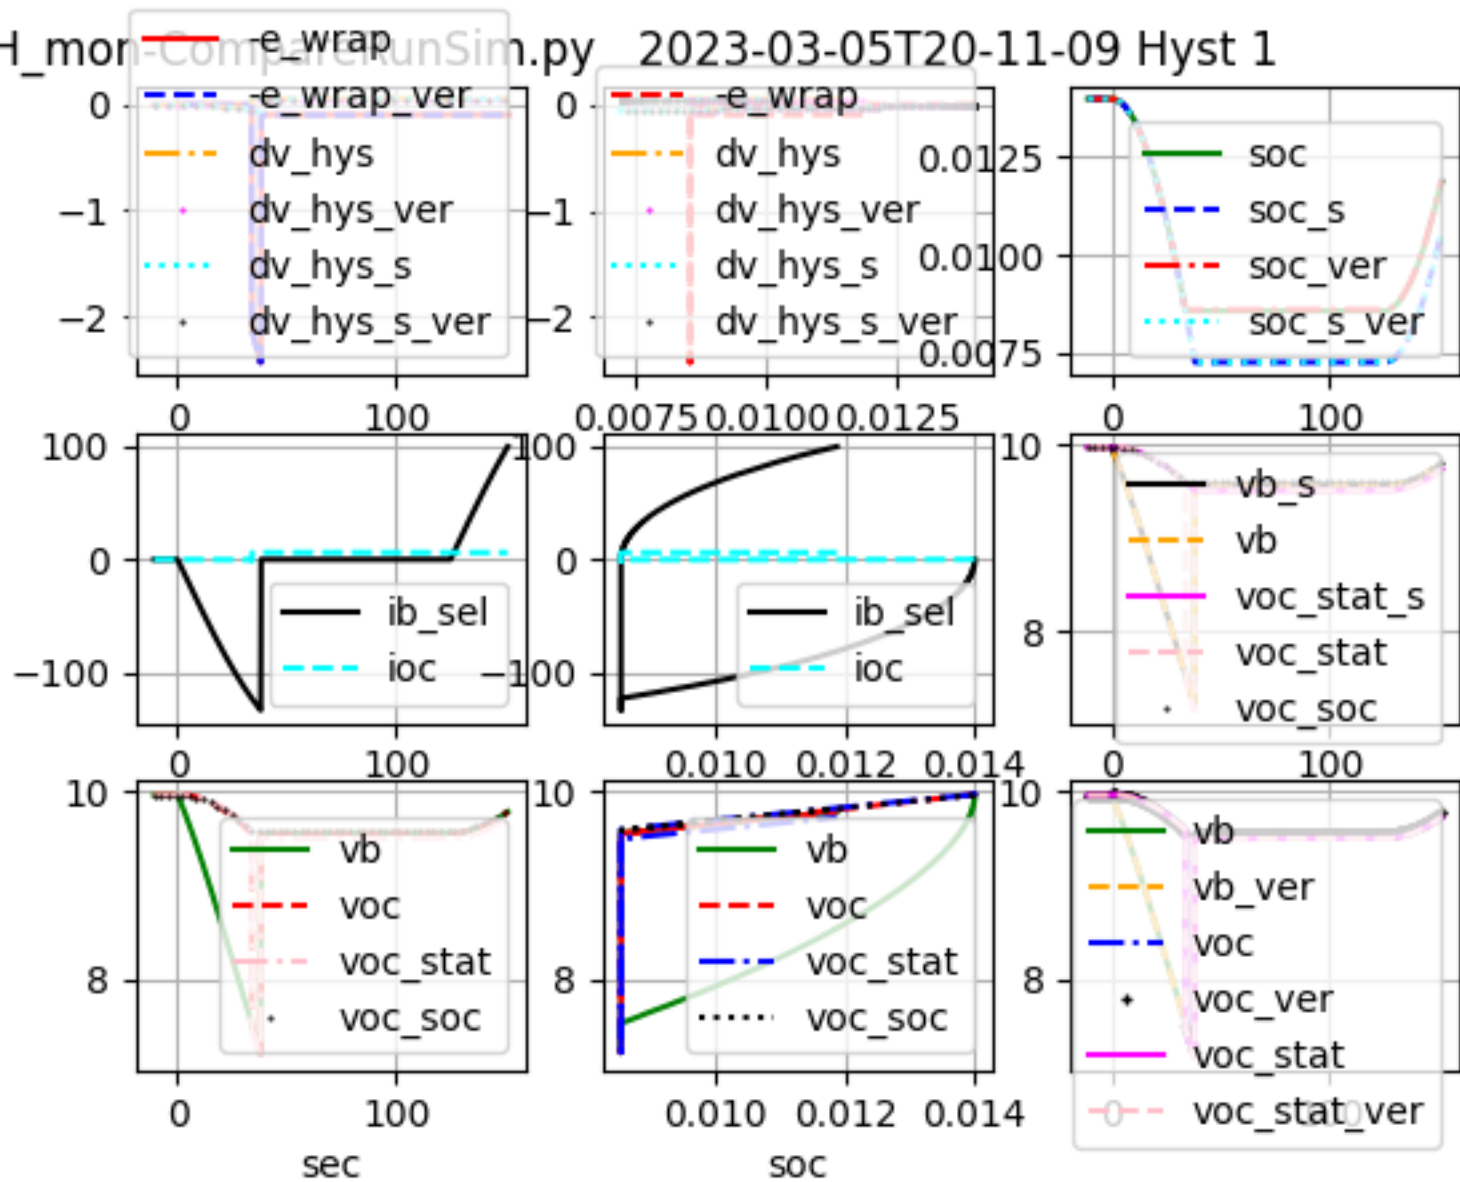 H_mon-CompareRunSim.py 2023-03-05T20-11-09 Hyst 1
-e_wrap
-e_wrap_ver
dv_hys
dv_hys_ver
dv_hys_s
dv_hys_s_ver
0
−1
−2
0 100
-e_wrap
dv_hys
dv_hys_ver
dv_hys_s
dv_hys_s_ver
0
−1
−2
0.0075 0.0100 0.0125
soc
soc_s
soc_ver
soc_s_ver
0.0125
0.0100
0.0075
0 100
100
0
−100
ib_sel
ioc
0 100
100
0
−100
ib_sel
ioc
0.010 0.012 0.014
10
8
vb_s
vb
voc_stat_s
voc_stat
voc_soc
0 100
10
8
vb
voc
voc_stat
voc_soc
0 100
sec
10
8
vb
voc
voc_stat
voc_soc
0.010 0.012 0.014
soc
10
8
vb
vb_ver
voc
voc_ver
voc_stat
voc_stat_ver
0 100